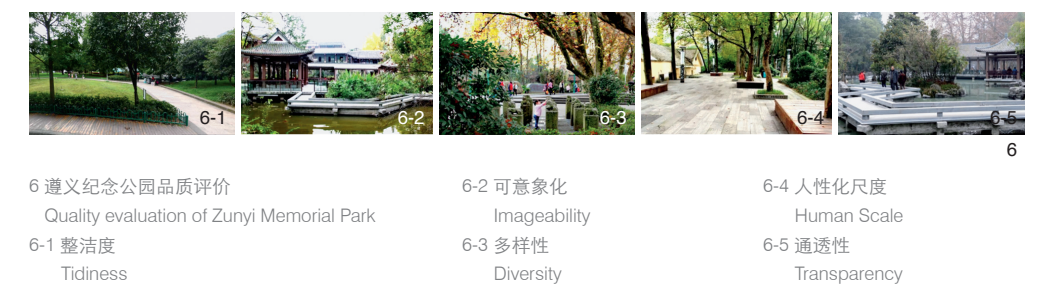 6-1
6-2
6-3
6-4
6-5
6
6 遵义纪念公园品质评价
Quality evaluation of Zunyi Memorial Park
6-1 整洁度
Tidiness
6-2 可意象化
Imageability
6-3 多样性
Diversity
6-4 人性化尺度
Human Scale
6-5 通透性
Transparency